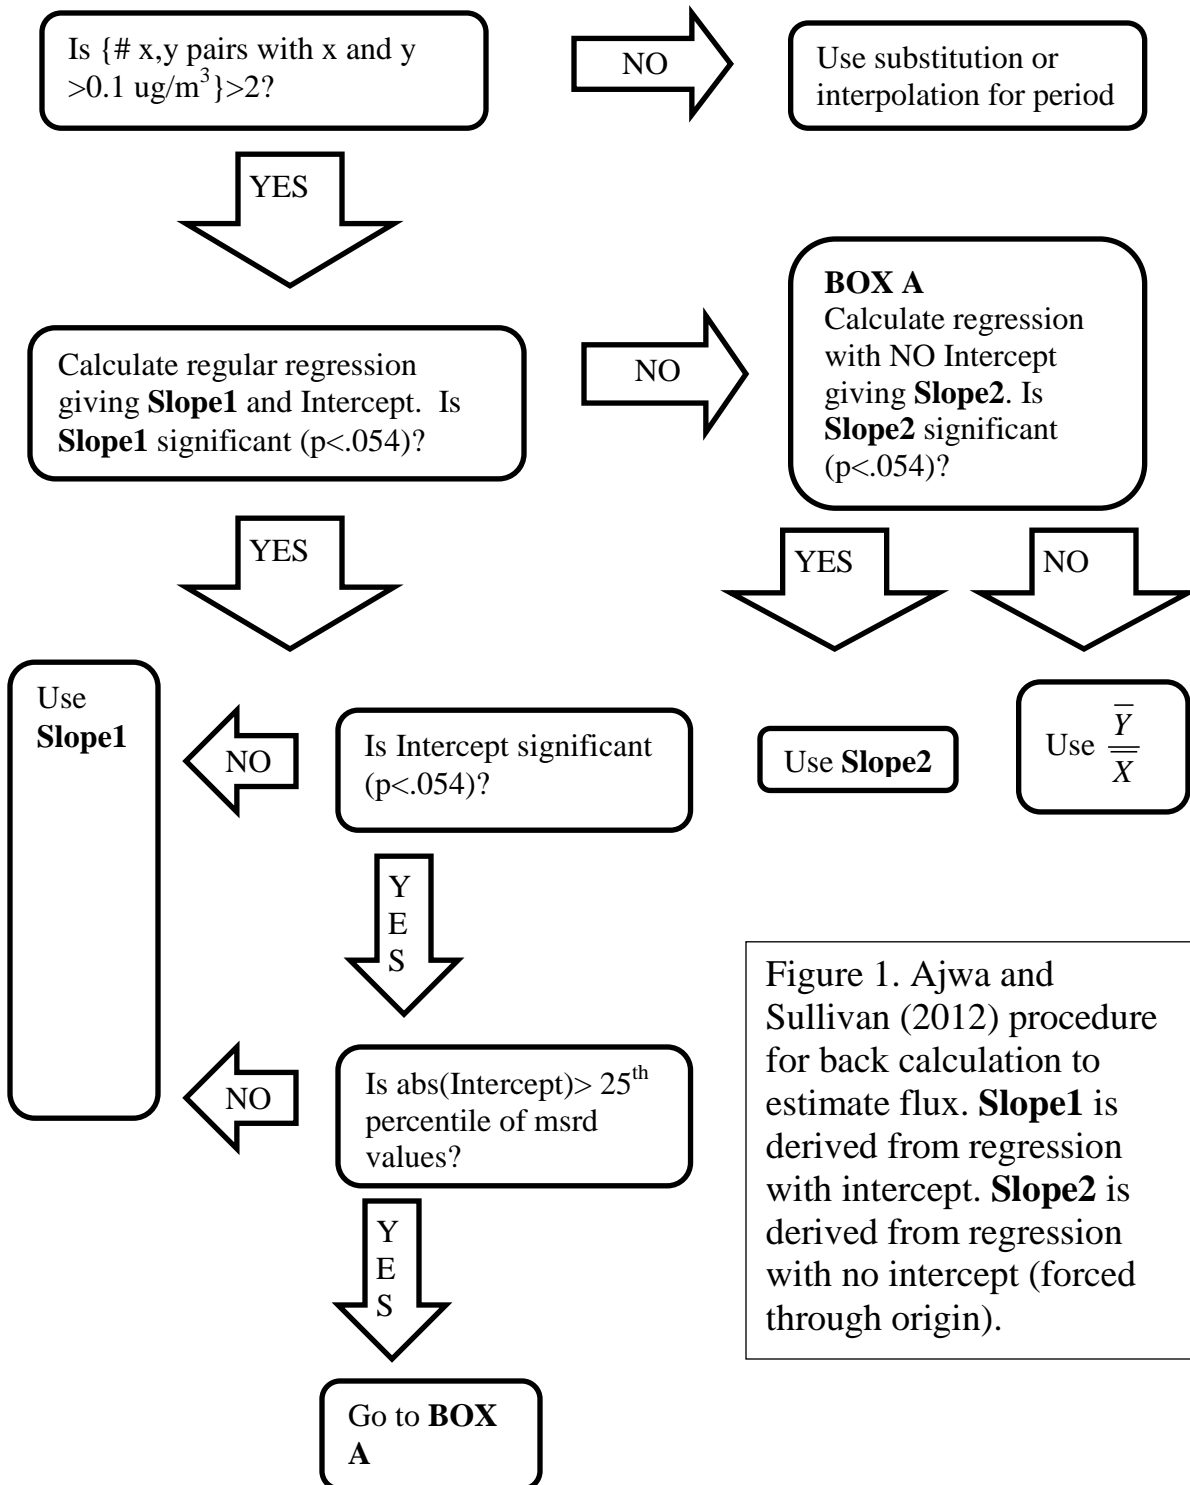 Is {# x,y pairs with x and y
>0.1 ug/m³}>2?
NO
Use substitution or
interpolation for period
YES
Calculate regular regression
giving Slope1 and Intercept. Is
Slope1 significant (p<.054)?
NO
BOX A
Calculate regression
with NO Intercept
giving Slope2. Is
Slope2 significant
(p<.054)?
YES
YES
NO
Use
Slope1
NO
Is Intercept significant
(p<.054)?
Use Slope2
Use Y̅/X̅
Y
E
S
NO
Is abs(Intercept)> 25th
percentile of msrd
values?
Y
E
S
Go to BOX
A
Figure 1. Ajwa and
Sullivan (2012) procedure
for back calculation to
estimate flux. Slope1 is
derived from regression
with intercept. Slope2 is
derived from regression
with no intercept (forced
through origin).